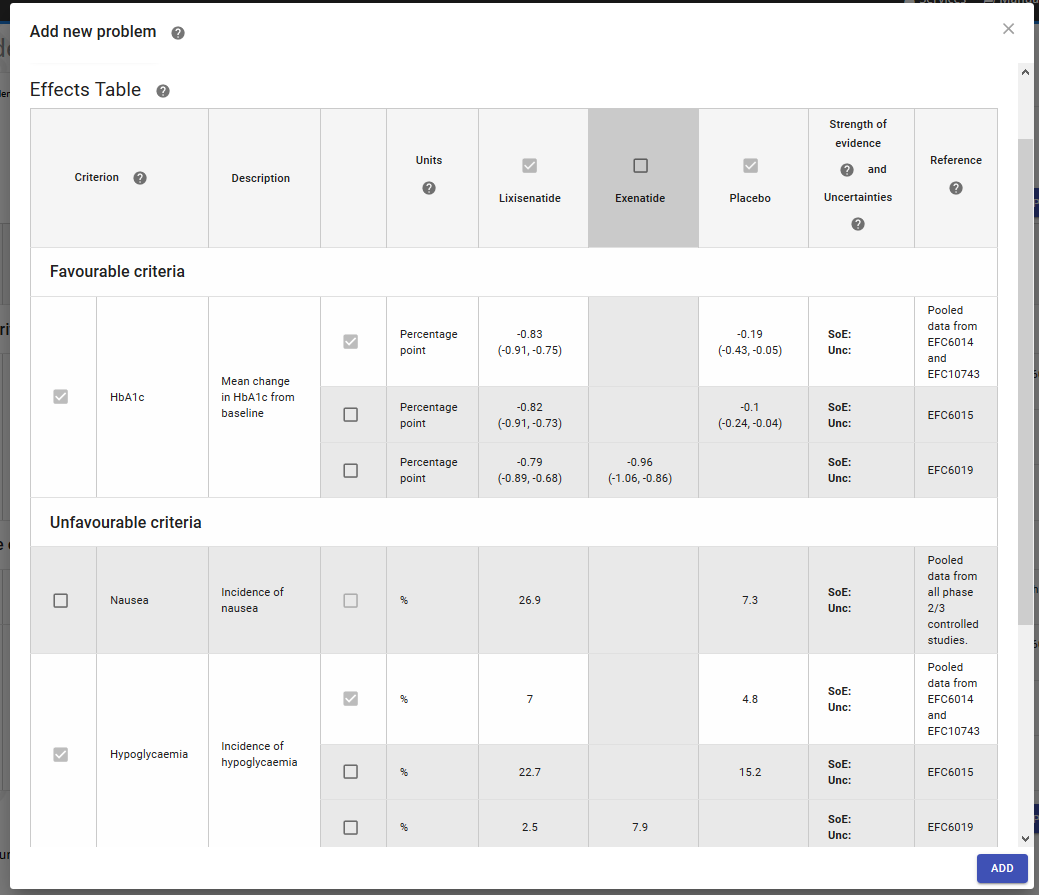 Add new problem
Effects Table
Criterion
Description
Units
Lixisenatide
Exenatide
Placebo
Strength of
evidence
and
Uncertainties
Reference
Favourable criteria
HbA1c
Mean change
in HbA1c from
baseline
Percentage
point
-0.83
(-0.91, -0.75)
-0.19
(-0.43, -0.05)
SoE:
Unc:
Pooled
data from
EFC6014
and
EFC10743
Percentage
point
-0.82
(-0.91, -0.73)
-0.1
(-0.24, -0.04)
SoE:
Unc:
EFC6015
Percentage
point
-0.79
(-0.89, -0.68)
-0.96
(-1.06, -0.86)
SoE:
Unc:
EFC6019
Unfavourable criteria
Nausea
Incidence of
nausea
%
26.9
7.3
SoE:
Unc:
Pooled
data from
all phase
2/3
controlled
studies.
Hypoglycaemia
Incidence of
hypoglycaemia
%
7
4.8
SoE:
Unc:
Pooled
data from
EFC6014
and
EFC10743
%
22.7
15.2
SoE:
Unc:
EFC6015
%
2.5
7.9
SoE:
Unc:
EFC6019
ADD